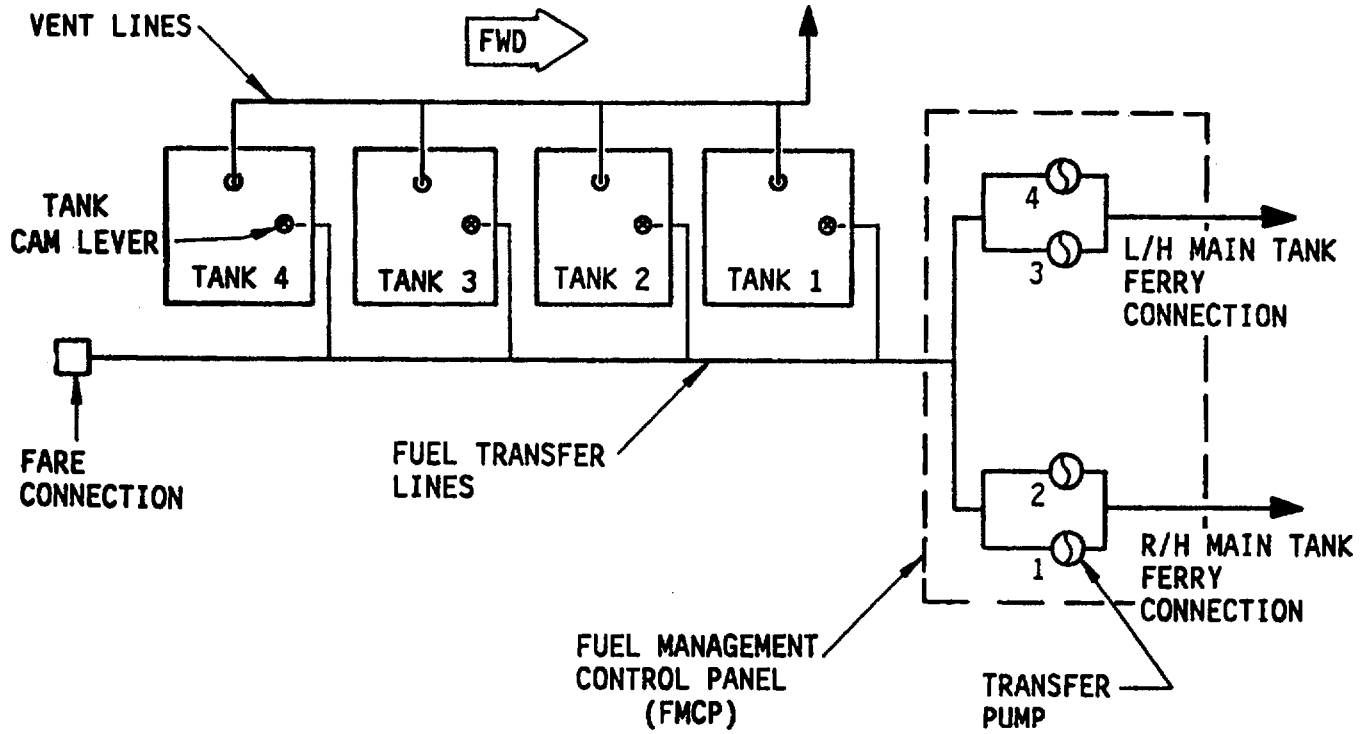 VENT LINES
FWD
TANK
CAM LEVER
TANK 4
TANK 3
TANK 2
TANK 1
4
3
L/H MAIN TANK
FERRY
CONNECTION
FARE
CONNECTION
FUEL TRANSFER
LINES
2
1
R/H MAIN TANK
FERRY
CONNECTION
FUEL MANAGEMENT
CONTROL PANEL
(FMCP)
TRANSFER
PUMP